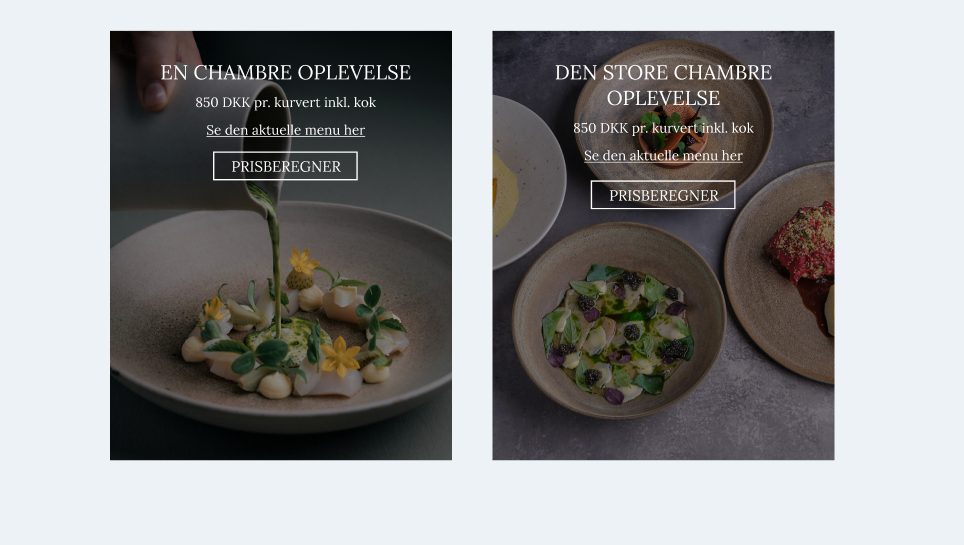 EN CHAMBRE OPLEVELSE
850 DKK pr. kurvert inkl. kok
Se den aktuelle menu her
PRISBEREGNER
DEN STORE CHAMBRE
OPLEVELSE
850 DKK pr. kurvert inkl. kok
Se den aktuelle menu her
PRISBEREGNER